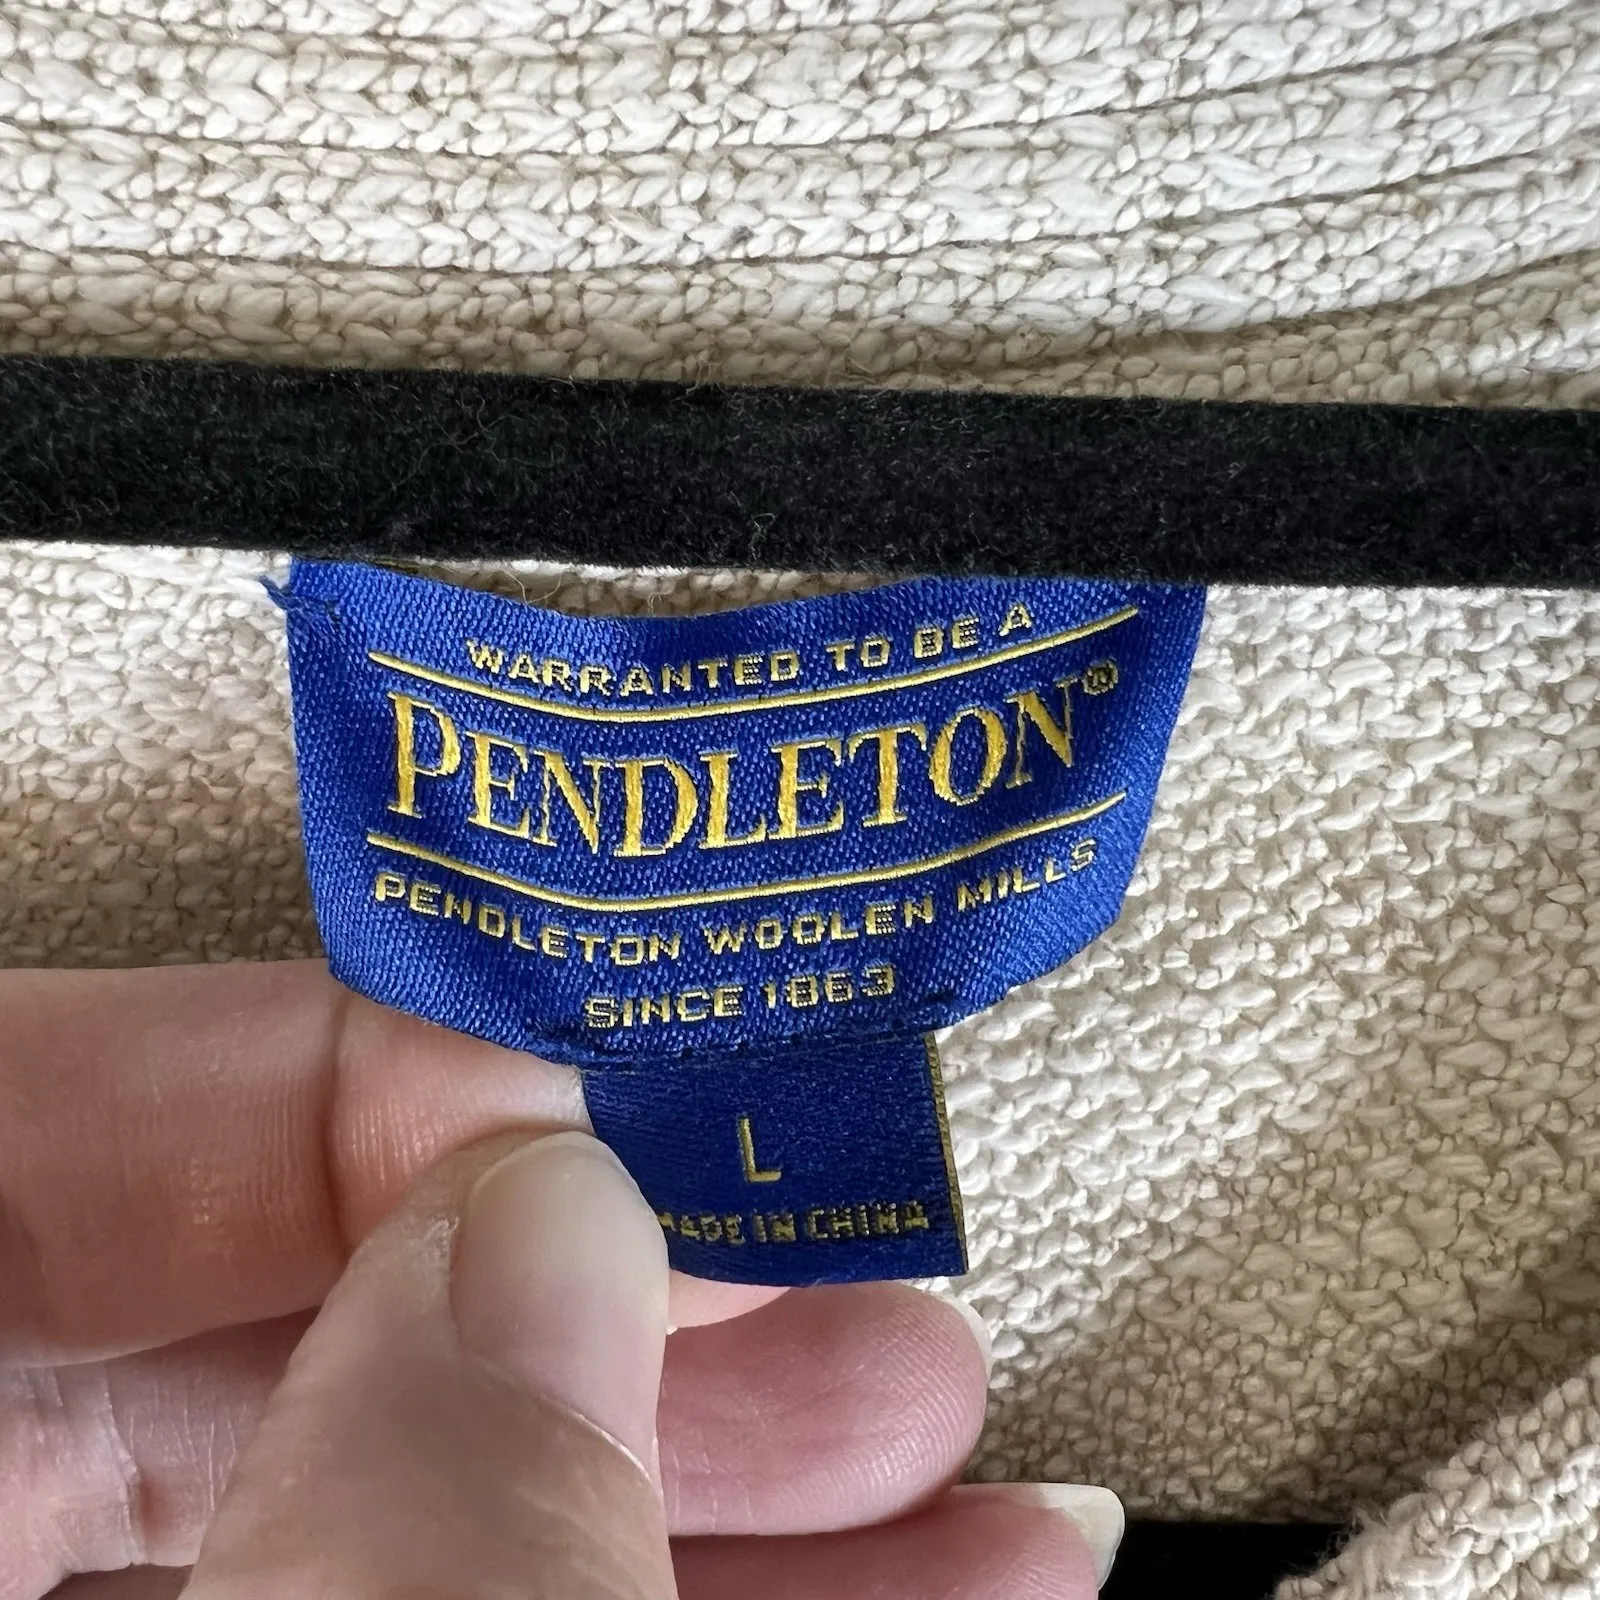 WARRANTED TO BE A
PENDLETON®
PENDLETON WOOLEN MILLS
SINCE 1863
L
MADE IN CHINA